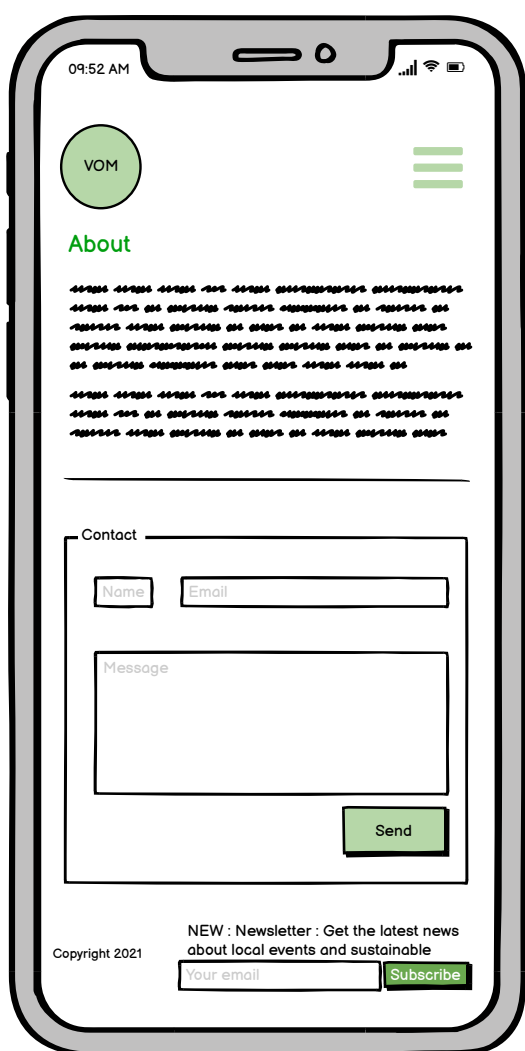 09:52 AM
VOM
About
Contact
Name
Email
Message
Send
NEW : Newsletter : Get the latest news
about local events and sustainable
Copyright 2021
Your email
Subscribe